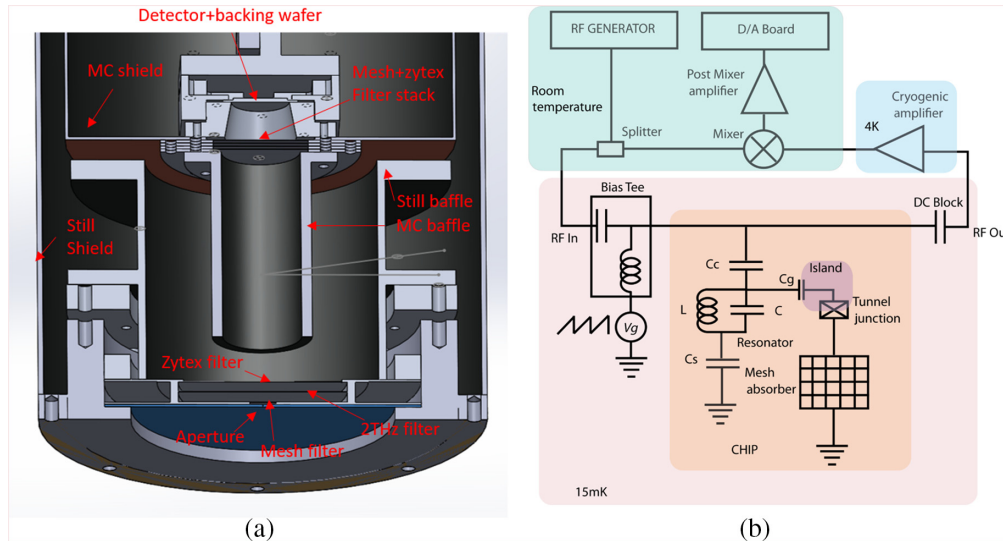 Detector+backing wafer
MC shield
Mesh+zytex
Filter stack
Still baffle
MC baffle
Still
Shield
Zytex filter
Aperture
2THz filter
Mesh filter
(a)
RF GENERATOR
D/A Board
Post Mixer
amplifier
Room
temperature
Splitter
Mixer
Cryogenic
amplifier
4K
Bias Tee
DC Block
RF In
RF Ou
Island
Cc
Cg
Tunnel
junction
L
C
Vg
Resonator
Cs
Mesh
absorber
CHIP
15mK
(b)